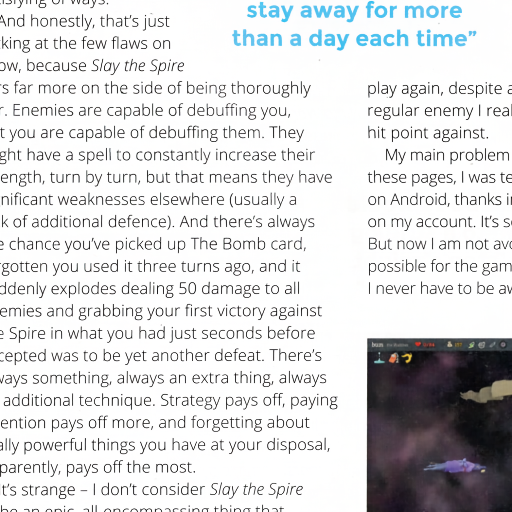 And honestly, that's just
king at the few flaws on
ow, because Slay the Spire
rs far more on the side of being thoroughly
r. Enemies are capable of debuffing you,
t you are capable of debuffing them. They
ght have a spell to constantly increase their
ength, turn by turn, but that means they have
nificant weaknesses elsewhere (usually a
k of additional defence). And there's always
e chance you've picked up The Bomb card,
rgotten you used it three turns ago, and it
ddenly explodes dealing 50 damage to all
emies and grabbing your first victory against
e Spire in what you had just seconds before
cepted was to be yet another defeat. There's
ways something, always an extra thing, always
additional technique. Strategy pays off, paying
ention pays off more, and forgetting about
ally powerful things you have at your disposal,
parently, pays off the most.
It's strange – I don't consider Slay the Spire
be an epic, all-encompassing thing that
stay away for more
than a day each time"
play again, despite a
regular enemy I real
hit point against.
My main problem
these pages, I was te
on Android, thanks i
on my account. It's s
But now I am not avo
possible for the gam
I never have to be aw